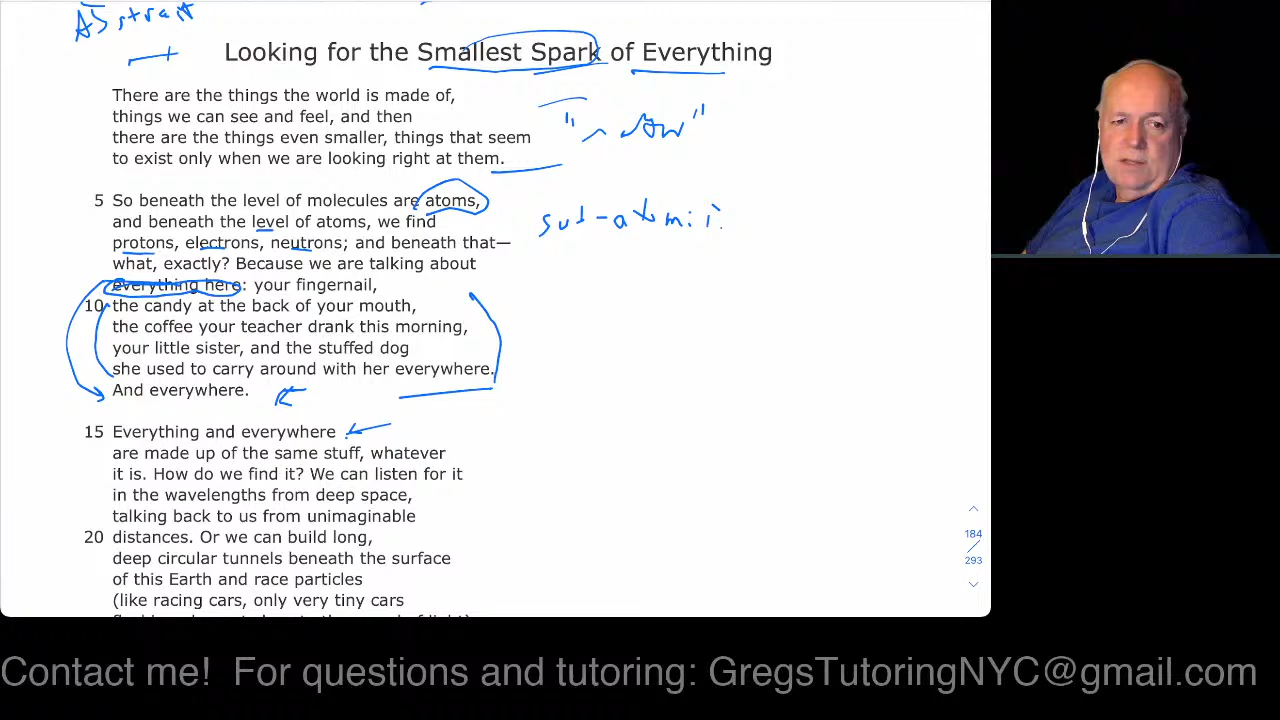 Abstract
Looking for the Smallest Spark of Everything
There are the things the world is made of,
things we can see and feel, and then
there are the things even smaller, things that seem
to exist only when we are looking right at them.
5 So beneath the level of molecules are atoms,
and beneath the level of atoms, we find
protons, electrons, neutrons; and beneath that—
what, exactly? Because we are talking about
everything here: your fingernail,
10 the candy at the back of your mouth,
the coffee your teacher drank this morning,
your little sister, and the stuffed dog
she used to carry around with her everywhere.
And everywhere.
15 Everything and everywhere
are made up of the same stuff, whatever
it is. How do we find it? We can listen for it
in the wavelengths from deep space,
talking back to us from unimaginable
20 distances. Or we can build long,
deep circular tunnels beneath the surface
of this Earth and race particles
(like racing cars, only very tiny cars
sub-atomi
184
293
Contact me! For questions and tutoring: GregsTutoringNYC@gmail.com